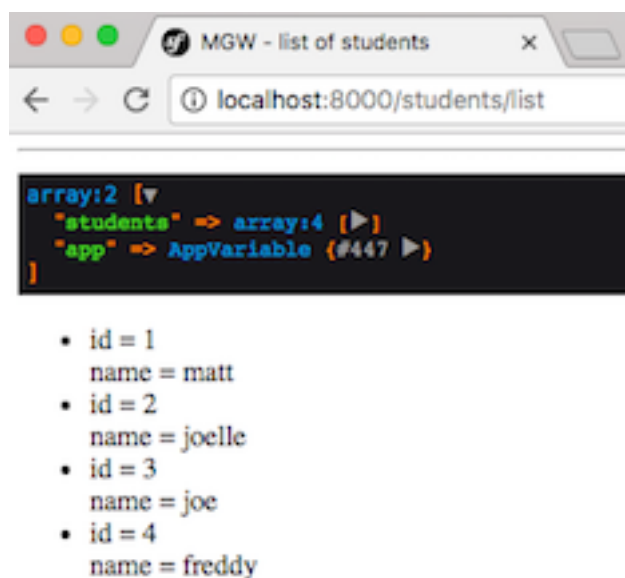 MGW - list of students
localhost:8000/students/list
array:2 [▼
"students" => array:4 [▶]
"app" => AppVariable {#447 ▶}
]
• id = 1
name = matt
• id = 2
name = joelle
• id = 3
name = joe
• id = 4
name = freddy